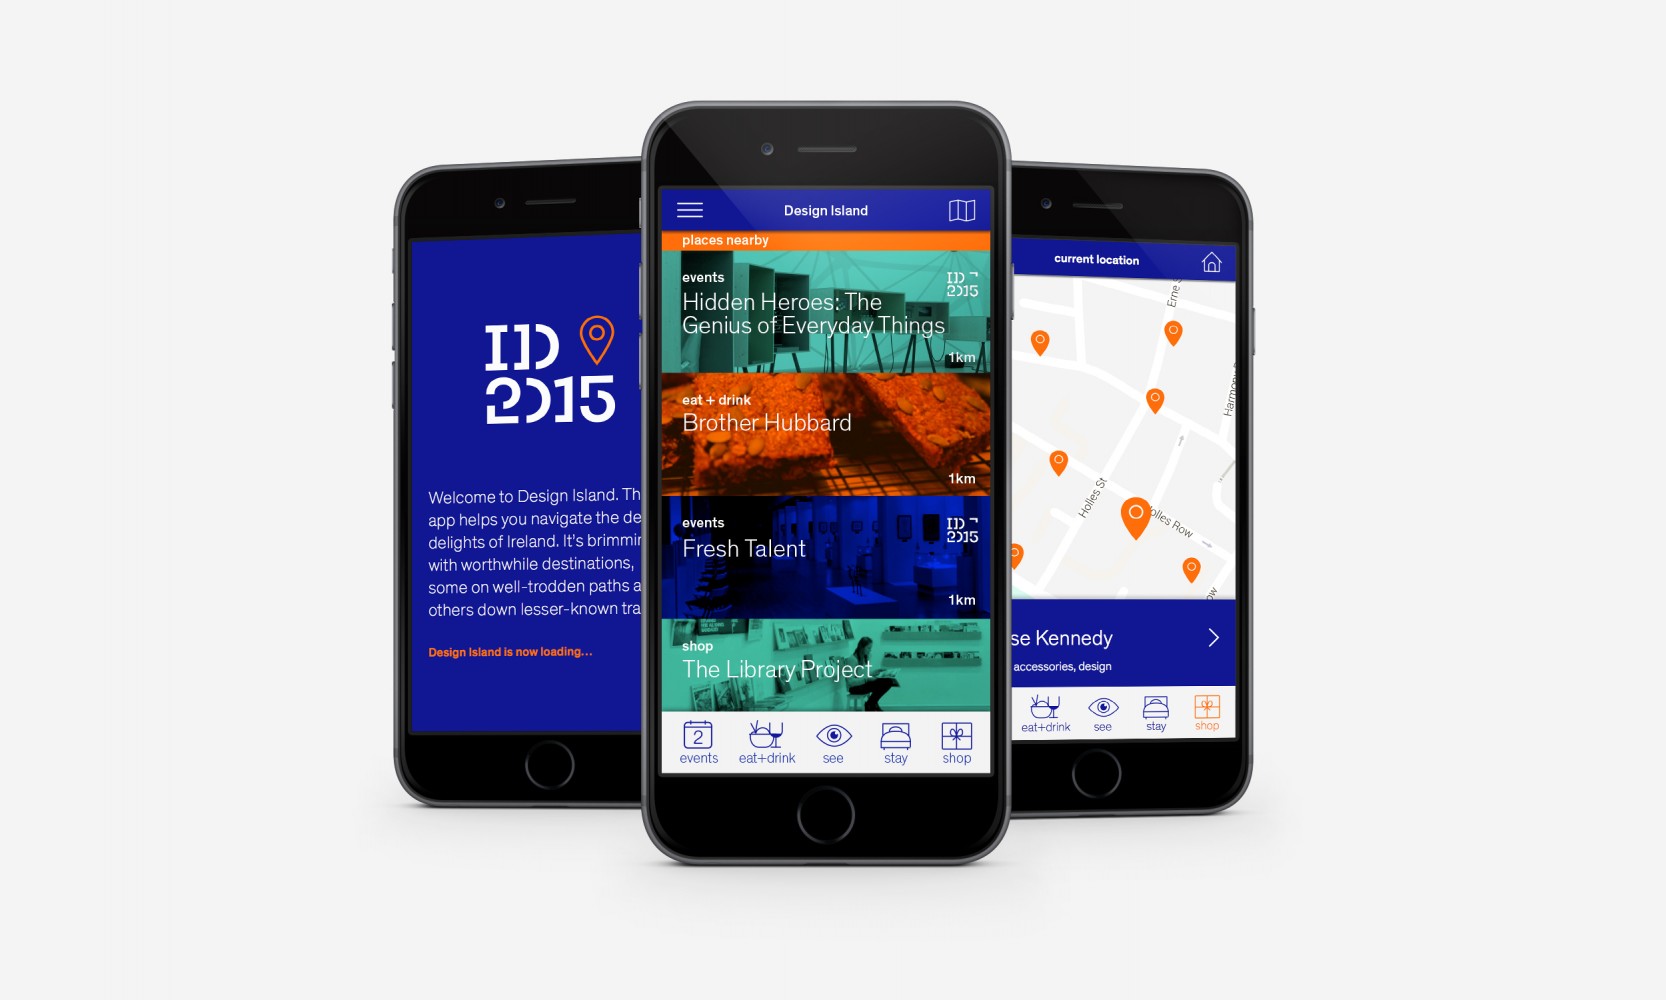 ID
2015
Welcome to Design Island. Th
app helps you navigate the de
delights of Ireland. It's brimmin
with worthwhile destinations,
some on well-trodden paths a
others down lesser-known tra
Design Island is now loading...
Design Island
places nearby
events
ID
2015
Hidden Heroes: The
Genius of Everyday Things
1km
eat + drink
Brother Hubbard
1km
events
ID
2015
Fresh Talent
1km
shop
The Library Project
2
events
eat+drink
see
stay
shop
current location
Erne S
Harmony
Holles St
olles Row
ow
se Kennedy
accessories, design
eat+drink
see
stay
shop